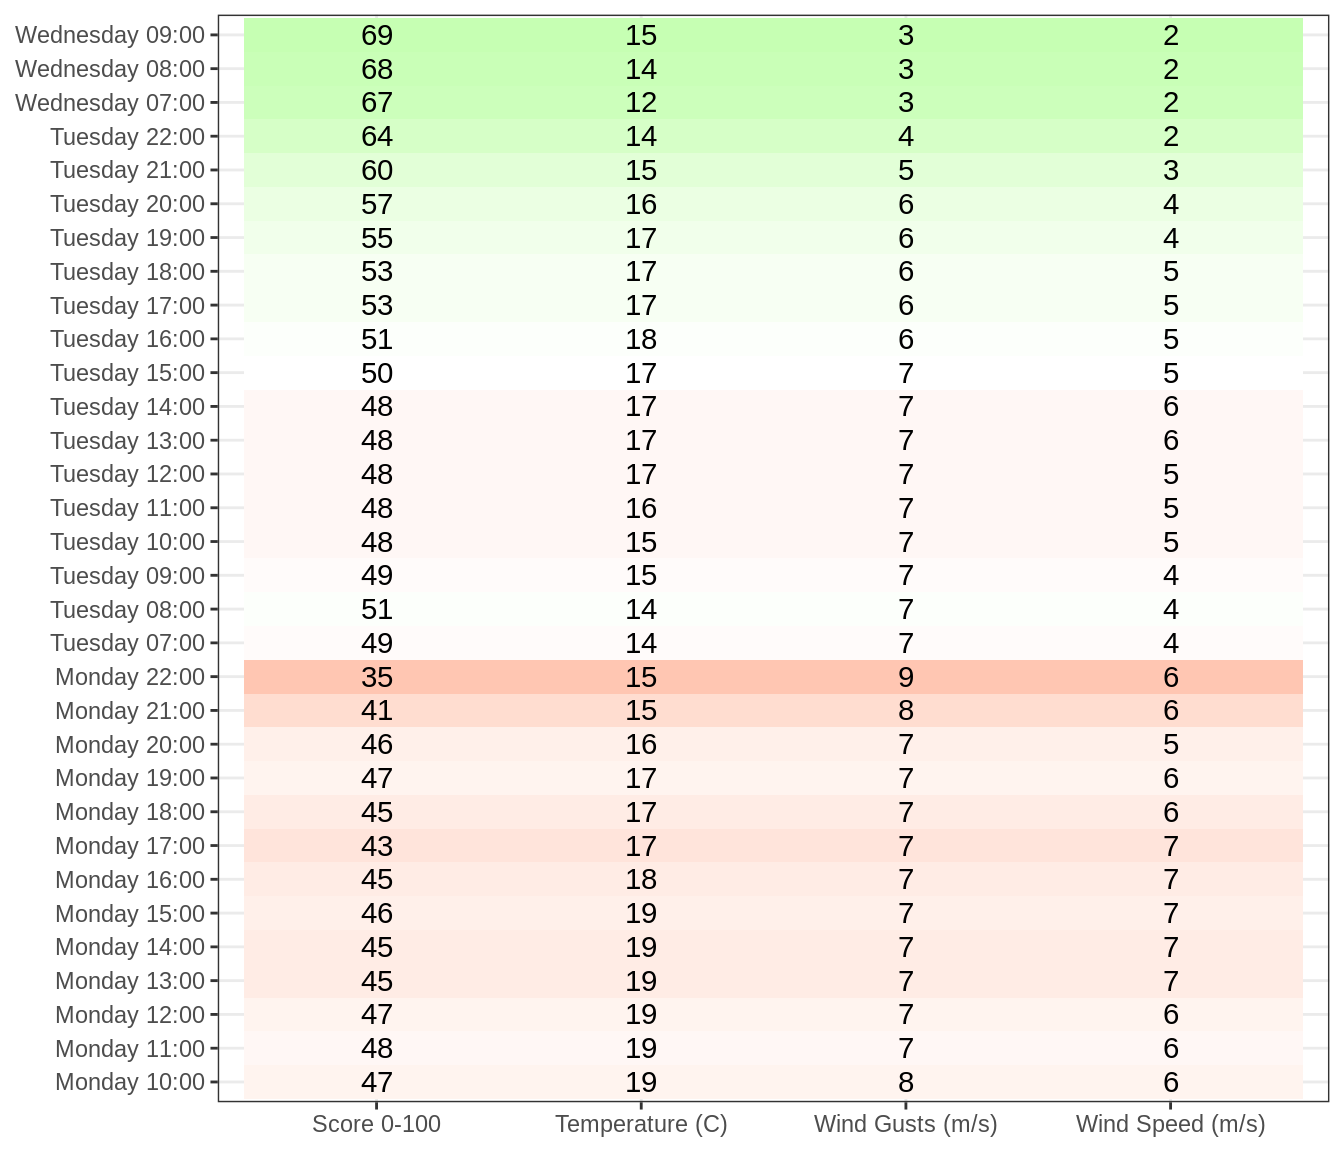 Wednesday 09:00 69 15 3 2
Wednesday 08:00 68 14 3 2
Wednesday 07:00 67 12 3 2
Tuesday 22:00 64 14 4 2
Tuesday 21:00 60 15 5 3
Tuesday 20:00 57 16 6 4
Tuesday 19:00 55 17 6 4
Tuesday 18:00 53 17 6 5
Tuesday 17:00 53 17 6 5
Tuesday 16:00 51 18 6 5
Tuesday 15:00 50 17 7 5
Tuesday 14:00 48 17 7 6
Tuesday 13:00 48 17 7 6
Tuesday 12:00 48 17 7 5
Tuesday 11:00 48 16 7 5
Tuesday 10:00 48 15 7 5
Tuesday 09:00 49 15 7 4
Tuesday 08:00 51 14 7 4
Tuesday 07:00 49 14 7 4
Monday 22:00 35 15 9 6
Monday 21:00 41 15 8 6
Monday 20:00 46 16 7 5
Monday 19:00 47 17 7 6
Monday 18:00 45 17 7 6
Monday 17:00 43 17 7 7
Monday 16:00 45 18 7 7
Monday 15:00 46 19 7 7
Monday 14:00 45 19 7 7
Monday 13:00 45 19 7 7
Monday 12:00 47 19 7 6
Monday 11:00 48 19 7 6
Monday 10:00 47 19 8 6
Score 0-100 Temperature (C) Wind Gusts (m/s) Wind Speed (m/s)